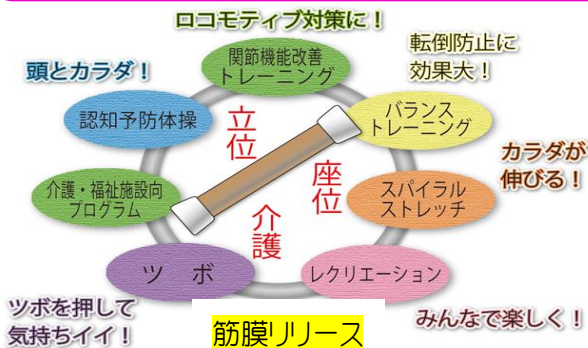 ロコモティブ対策に！
関節機能改善
トレーニング
転倒防止に
効果大！
頭とカラダ！
認知予防体操
立位
バランス
トレーニング
カラダが
伸びる！
介護・福祉施設向
プログラム
座位
スパイラル
ストレッチ
介護
ツ ボ
レクリエーション
ツボを押して
気持ちイイ！
筋膜リリース
みんなで楽しく！